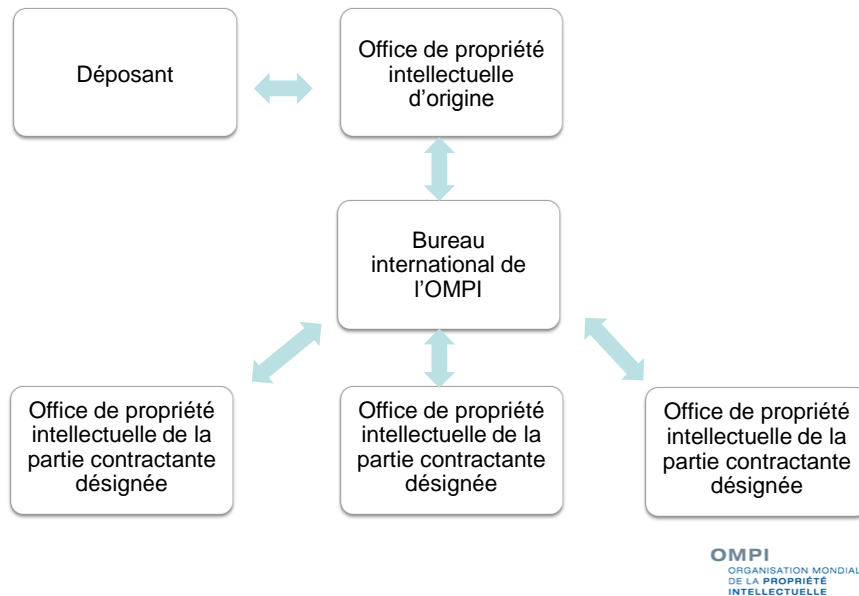 Déposant
Office de propriété
intellectuelle
d'origine
Bureau
international de
l'OMPI
Office de propriété
intellectuelle de la
partie contractante
désignée
Office de propriété
intellectuelle de la
partie contractante
désignée
Office de propriété
intellectuelle de la
partie contractante
désignée
OMPI
ORGANISATION MONDIAL
DE LA PROPRIÉTÉ
INTELLECTUELLE